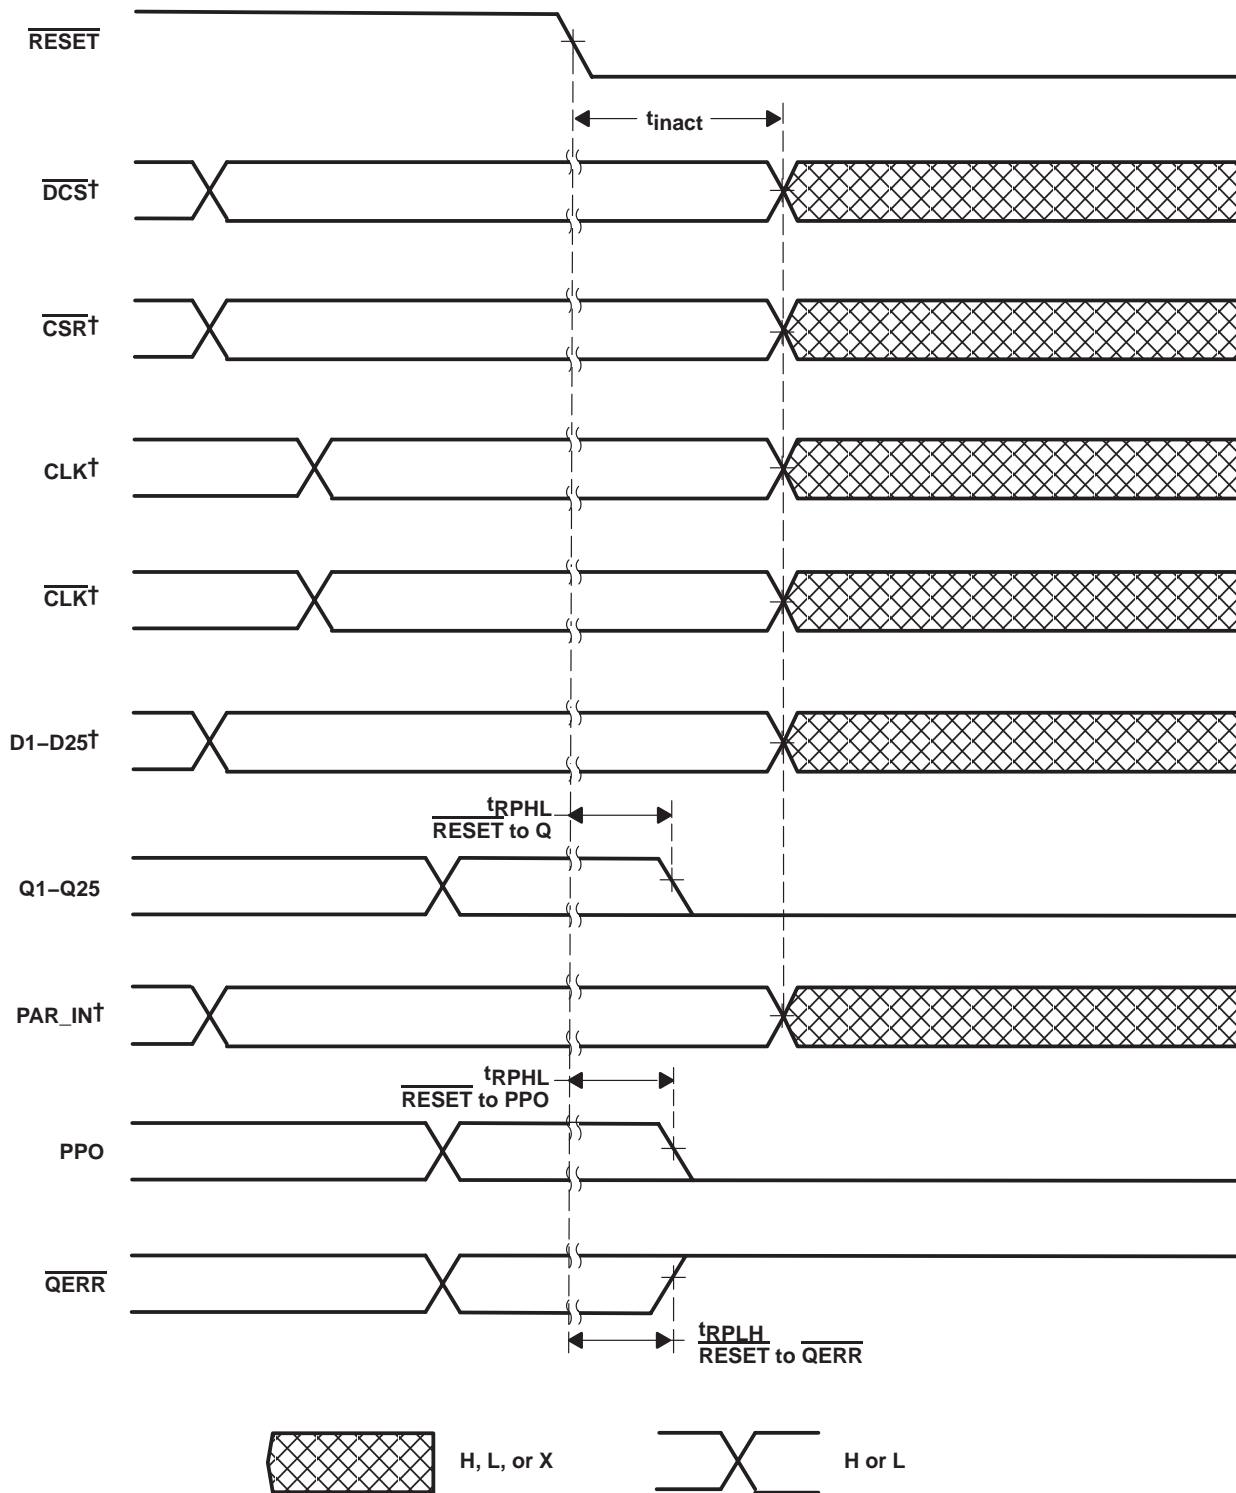 RESET
tinact
DCS†
CSR†
CLK†
CLK†
D1–D25†
tRPHL
RESET to Q
Q1–Q25
PAR_IN†
tRPHL
RESET to PPO
PPO
QERR
tRPLH
RESET to QERR
H, L, or X
H or L